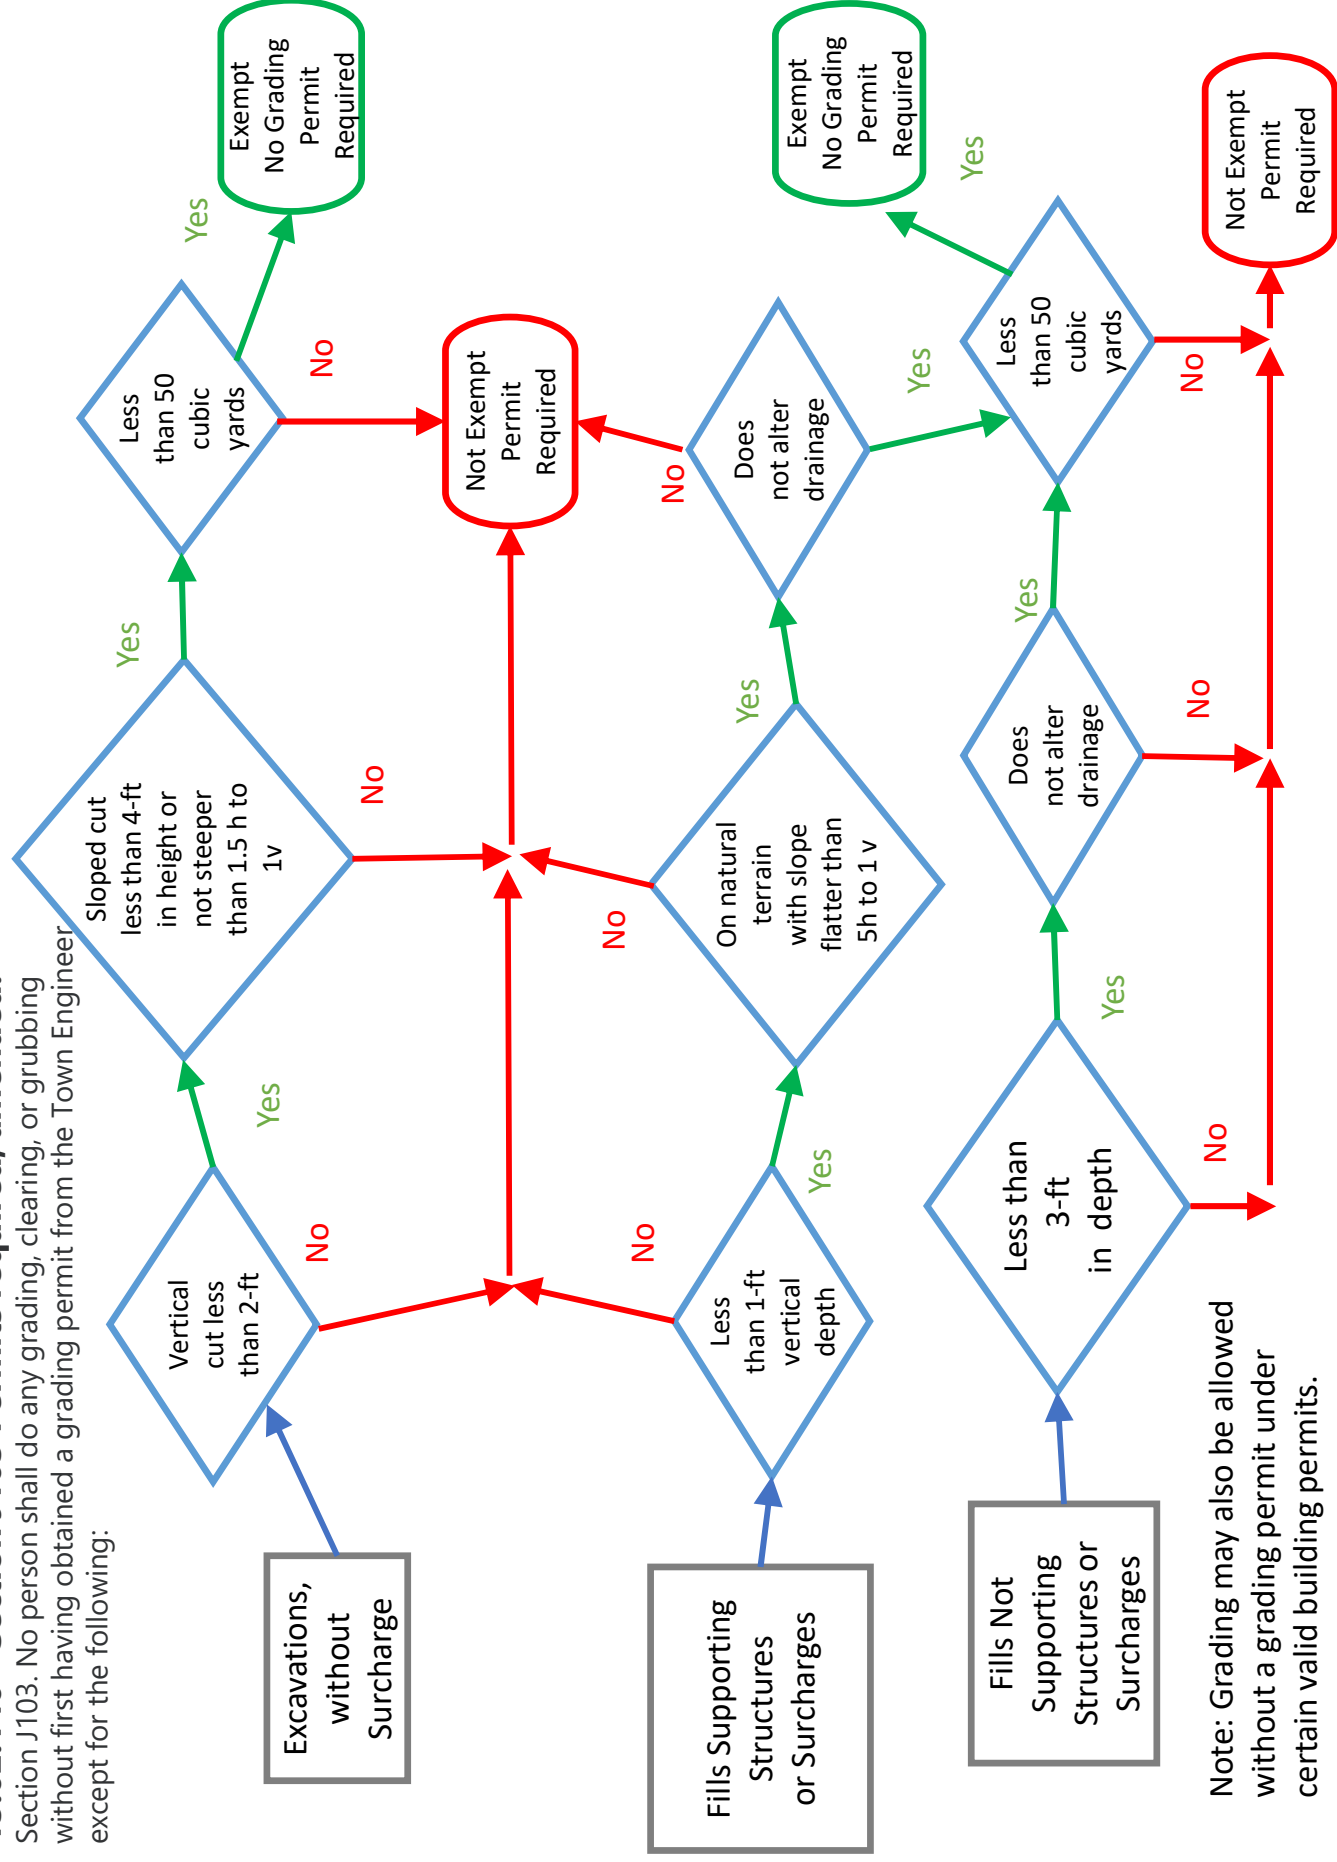 Section J103. No person shall do any grading, clearing, or grubbing
without first having obtained a grading permit from the Town Engineer
except for the following:
Excavations,
without
Surcharge
Vertical
cut less
than 2-ft
Yes
No
Sloped cut
less than 4-ft
in height or
not steeper
than 1.5 h to
1v
Yes
No
Less
than 50
cubic
yards
Yes
No
Exempt
No Grading
Permit
Required
Not Exempt
Permit
Required
Fills Supporting
Structures
or Surcharges
Less
than 1-ft
vertical
depth
No
Yes
On natural
terrain
with slope
flatter than
5h to 1 v
No
Yes
Does
not alter
drainage
No
Yes
Exempt
No Grading
Permit
Required
Fills Not
Supporting
Structures or
Surcharges
Less than
3-ft
in depth
Yes
No
Does
not alter
drainage
Yes
No
Less
than 50
cubic
yards
Yes
No
Not Exempt
Permit
Required
Note: Grading may also be allowed
without a grading permit under
certain valid building permits.